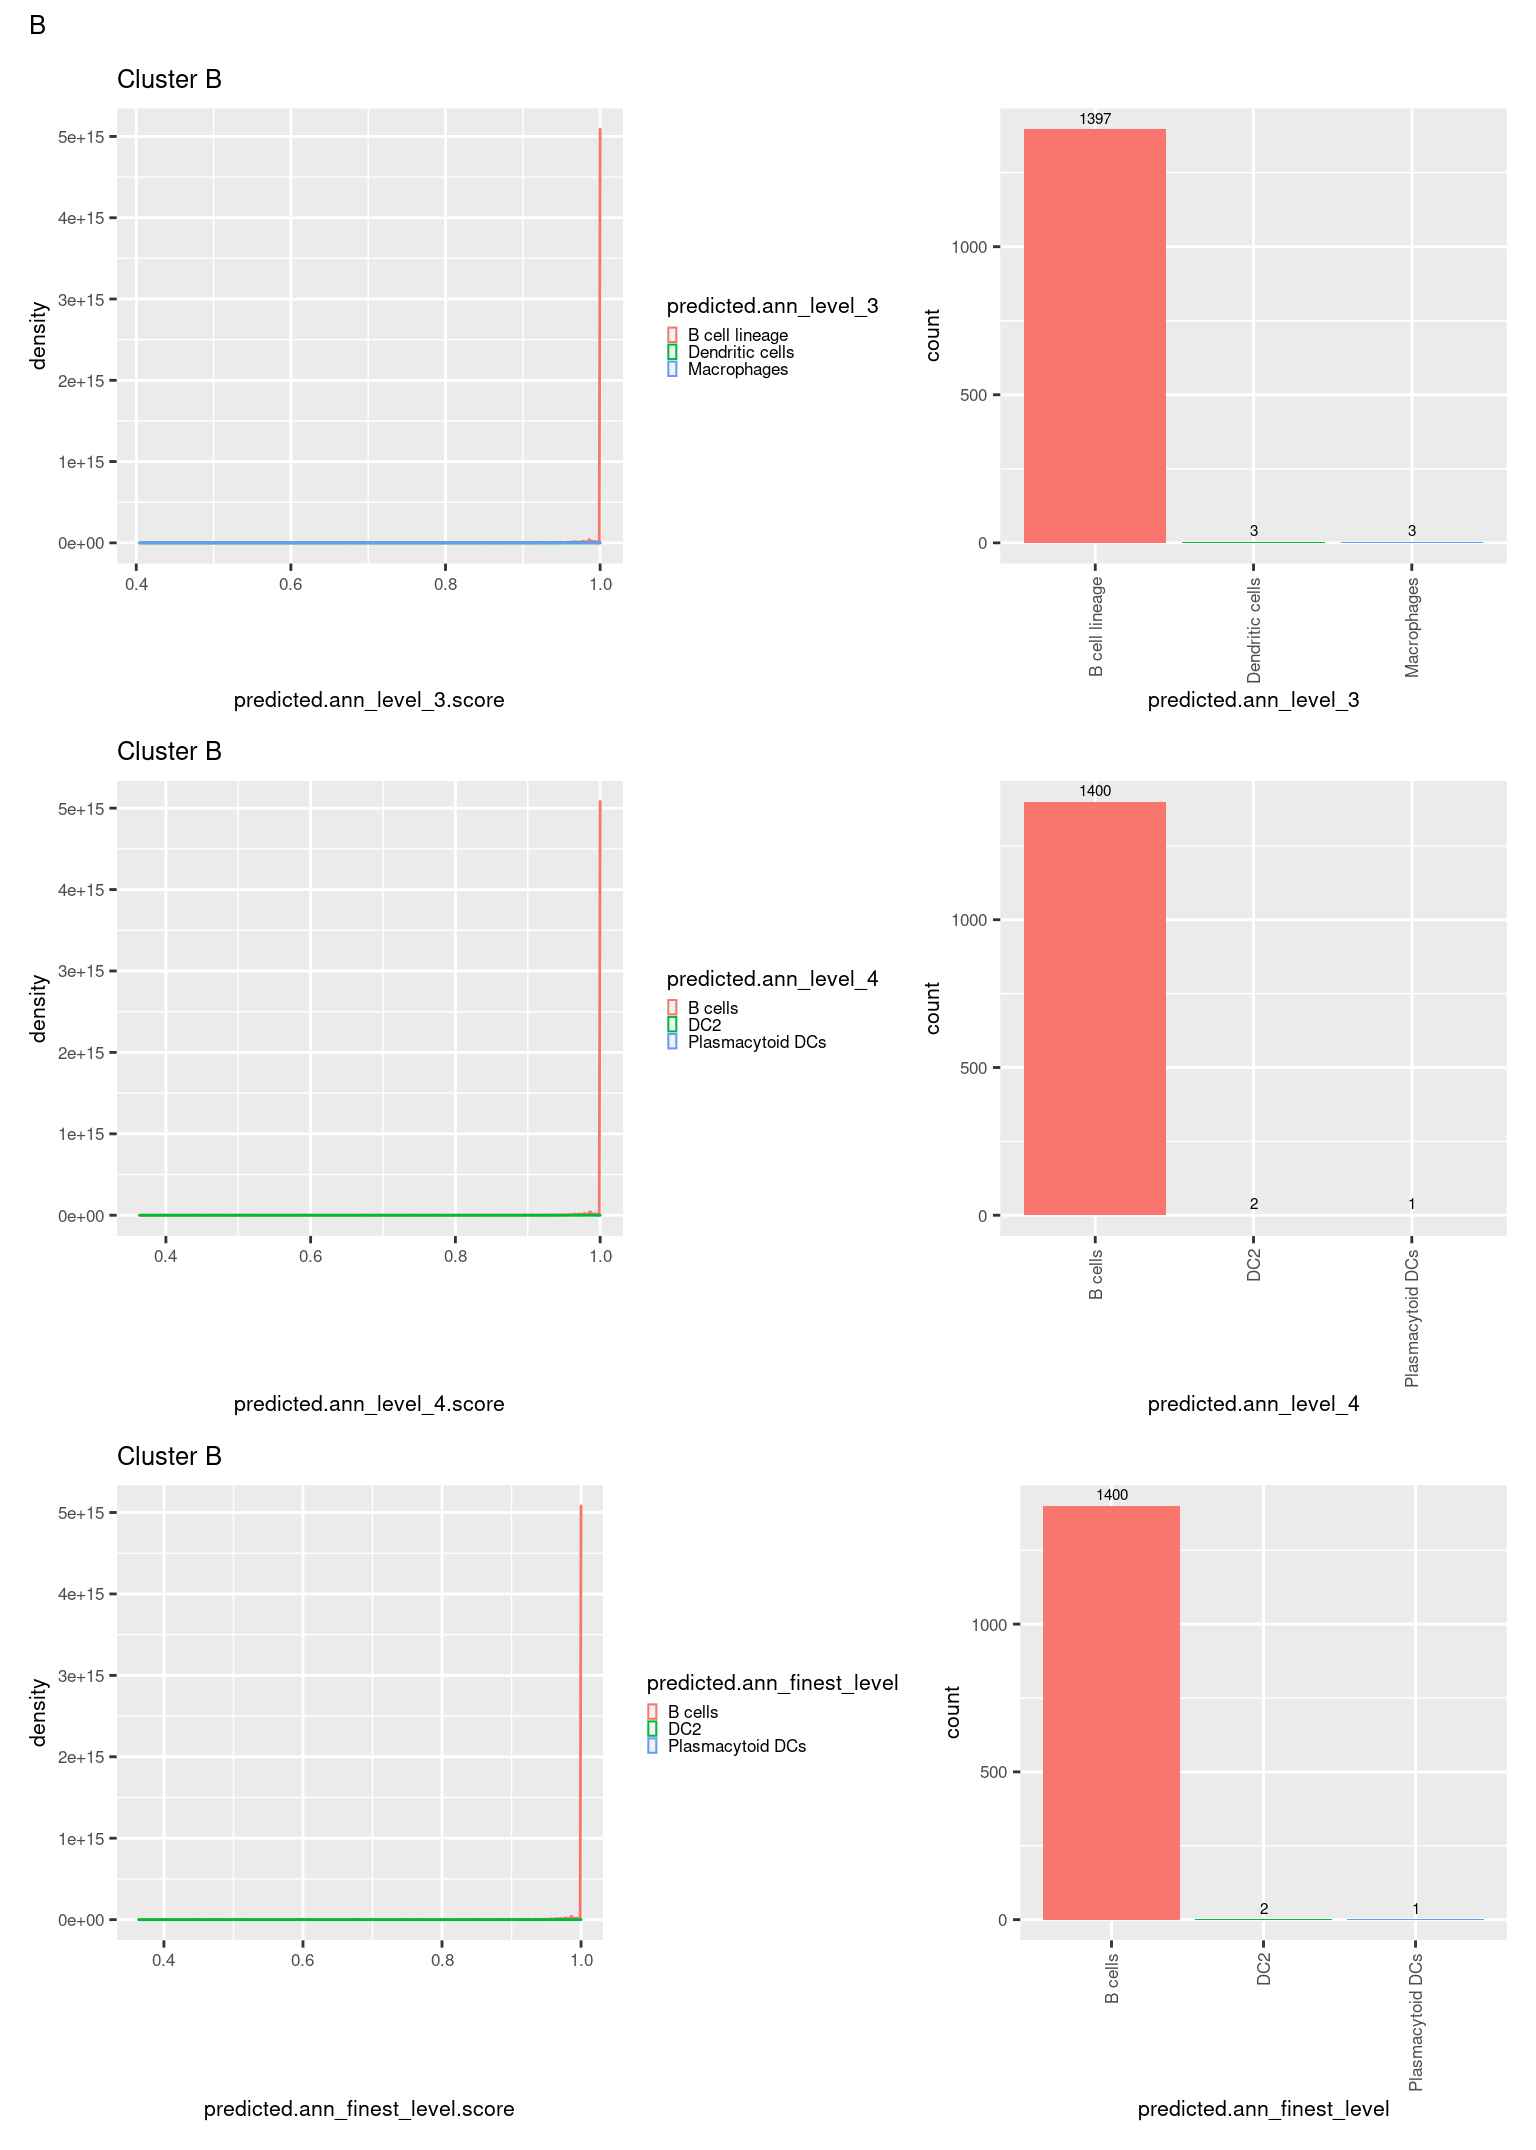 B
Cluster B
5e+15
4e+15
3e+15
2e+15
1e+15
0e+00
density
0.4 0.6 0.8 1.0
predicted.ann_level_3.score
predicted.ann_level_3
B cell lineage
Dendritic cells
Macrophages
1397
3
3
1000
500
0
count
B cell lineage
Dendritic cells
Macrophages
predicted.ann_level_3
Cluster B
5e+15
4e+15
3e+15
2e+15
1e+15
0e+00
density
0.4 0.6 0.8 1.0
predicted.ann_level_4.score
predicted.ann_level_4
B cells
DC2
Plasmacytoid DCs
1400
2
1
1000
500
0
count
B cells
DC2
Plasmacytoid DCs
predicted.ann_level_4
Cluster B
5e+15
4e+15
3e+15
2e+15
1e+15
0e+00
density
0.4 0.6 0.8 1.0
predicted.ann_finest_level.score
predicted.ann_finest_level
B cells
DC2
Plasmacytoid DCs
1400
2
1
1000
500
0
count
B cells
DC2
Plasmacytoid DCs
predicted.ann_finest_level